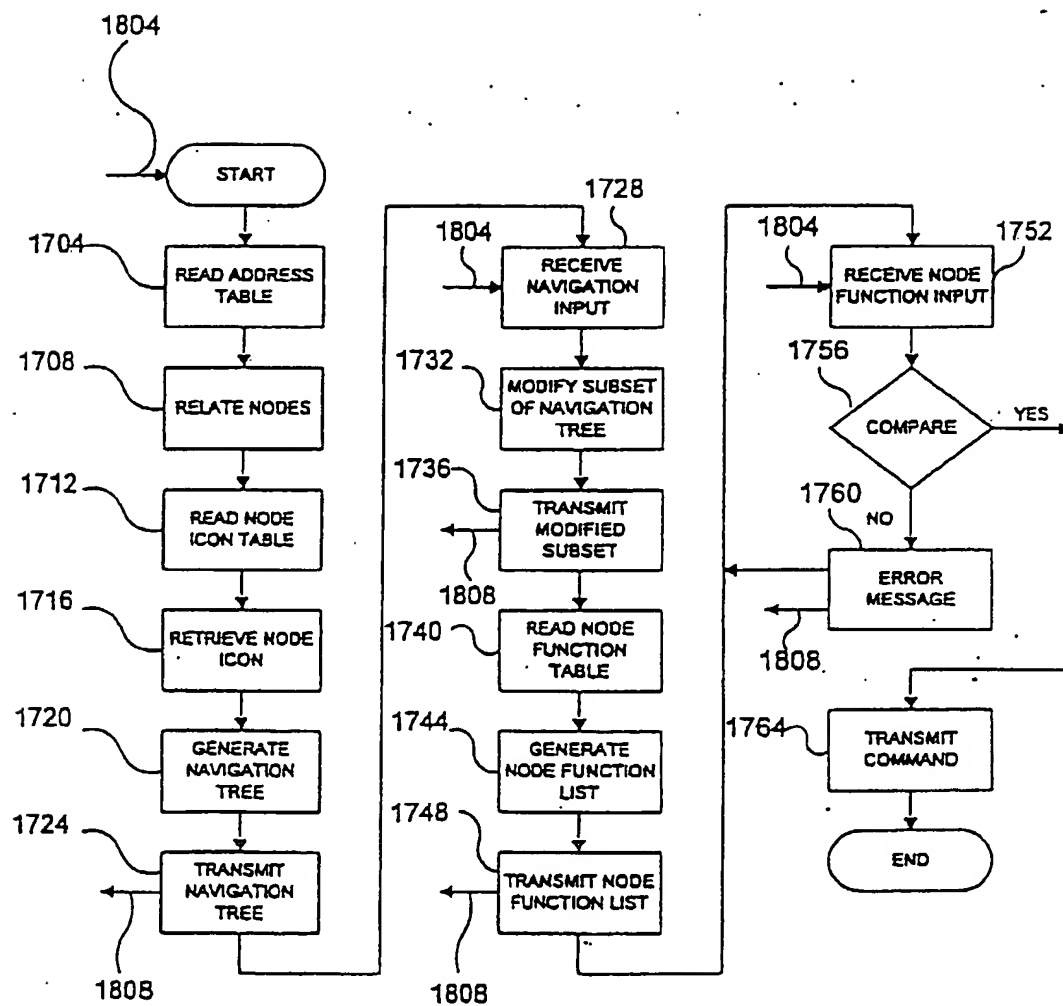 1804
START
1704
READ ADDRESS
TABLE
1708
RELATE NODES
1712
READ NODE
ICON TABLE
1716
RETRIEVE NODE
ICON
1720
GENERATE
NAVIGATION
TREE
1724
TRANSMIT
NAVIGATION
TREE
1808
1728
1804
RECEIVE
NAVIGATION
INPUT
1732
MODIFY SUBSET
OF NAVIGATION
TREE
1736
TRANSMIT
MODIFIED
SUBSET
1808
1740
READ NODE
FUNCTION
TABLE
1744
GENERATE
NODE FUNCTION
LIST
1748
TRANSMIT NODE
FUNCTION LIST
1808
1804
1752
RECEIVE NODE
FUNCTION INPUT
1756
COMPARE
YES
NO
1760
ERROR
MESSAGE
1808
1764
TRANSMIT
COMMAND
END